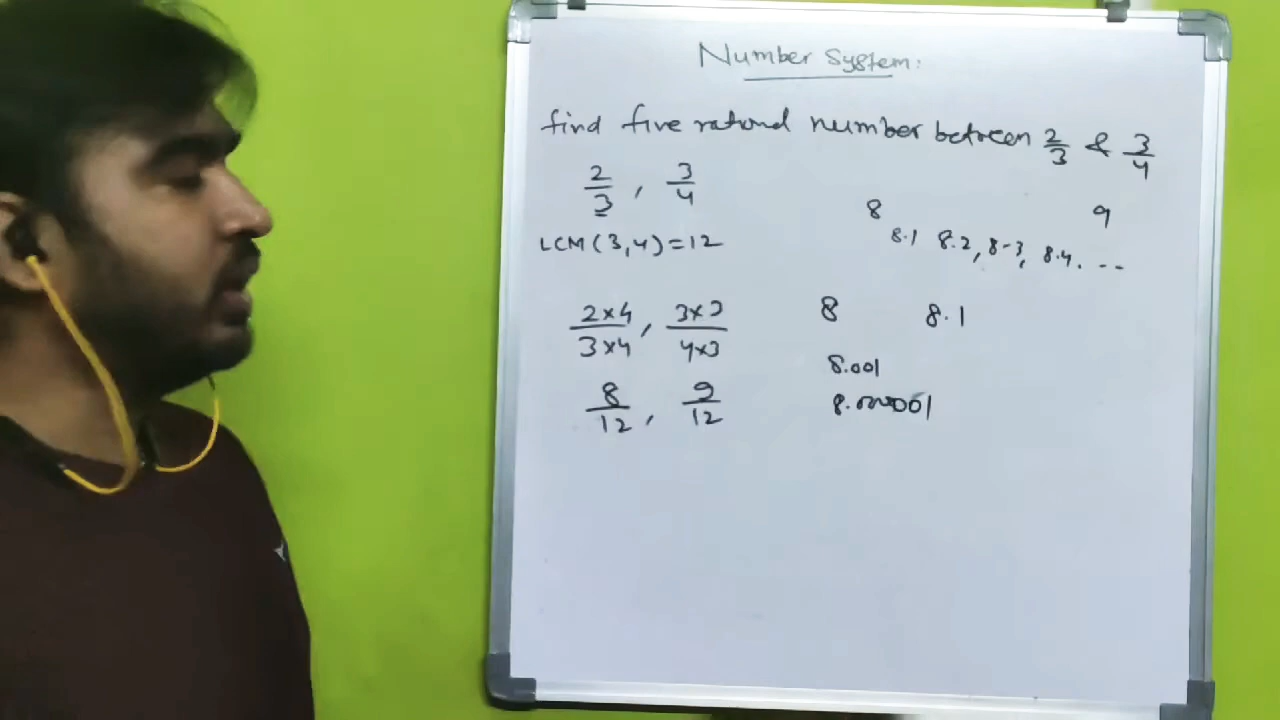 Number System:
find five rational number between 2/3 & 3/4
2/3 , 3/4
LCM(3,4)=12
2×4/3×4 , 3×3/4×3
8/12 , 9/12
8 9
8.1 8.2, 8-3, 8.4. ---
8 8.1
8.001